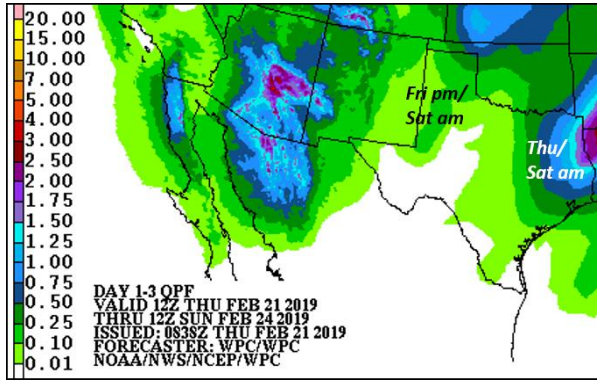 20.00
15.00
10.00
7.00
5.00
4.00
3.00
2.50
2.00
1.75
1.50
1.25
1.00
0.75
0.50
0.25
0.10
0.01
Fri pm/
Sat am
Thu/
Sat am
DAY 1-3 QPF
VALID 12Z THU FEB 21 2019
THRU 12Z SUN FEB 24 2019
ISSUED: 0838Z THU FEB 21 2019
FORECASTER: WPC/WPC
NOAA/NWS/NCEP/WPC